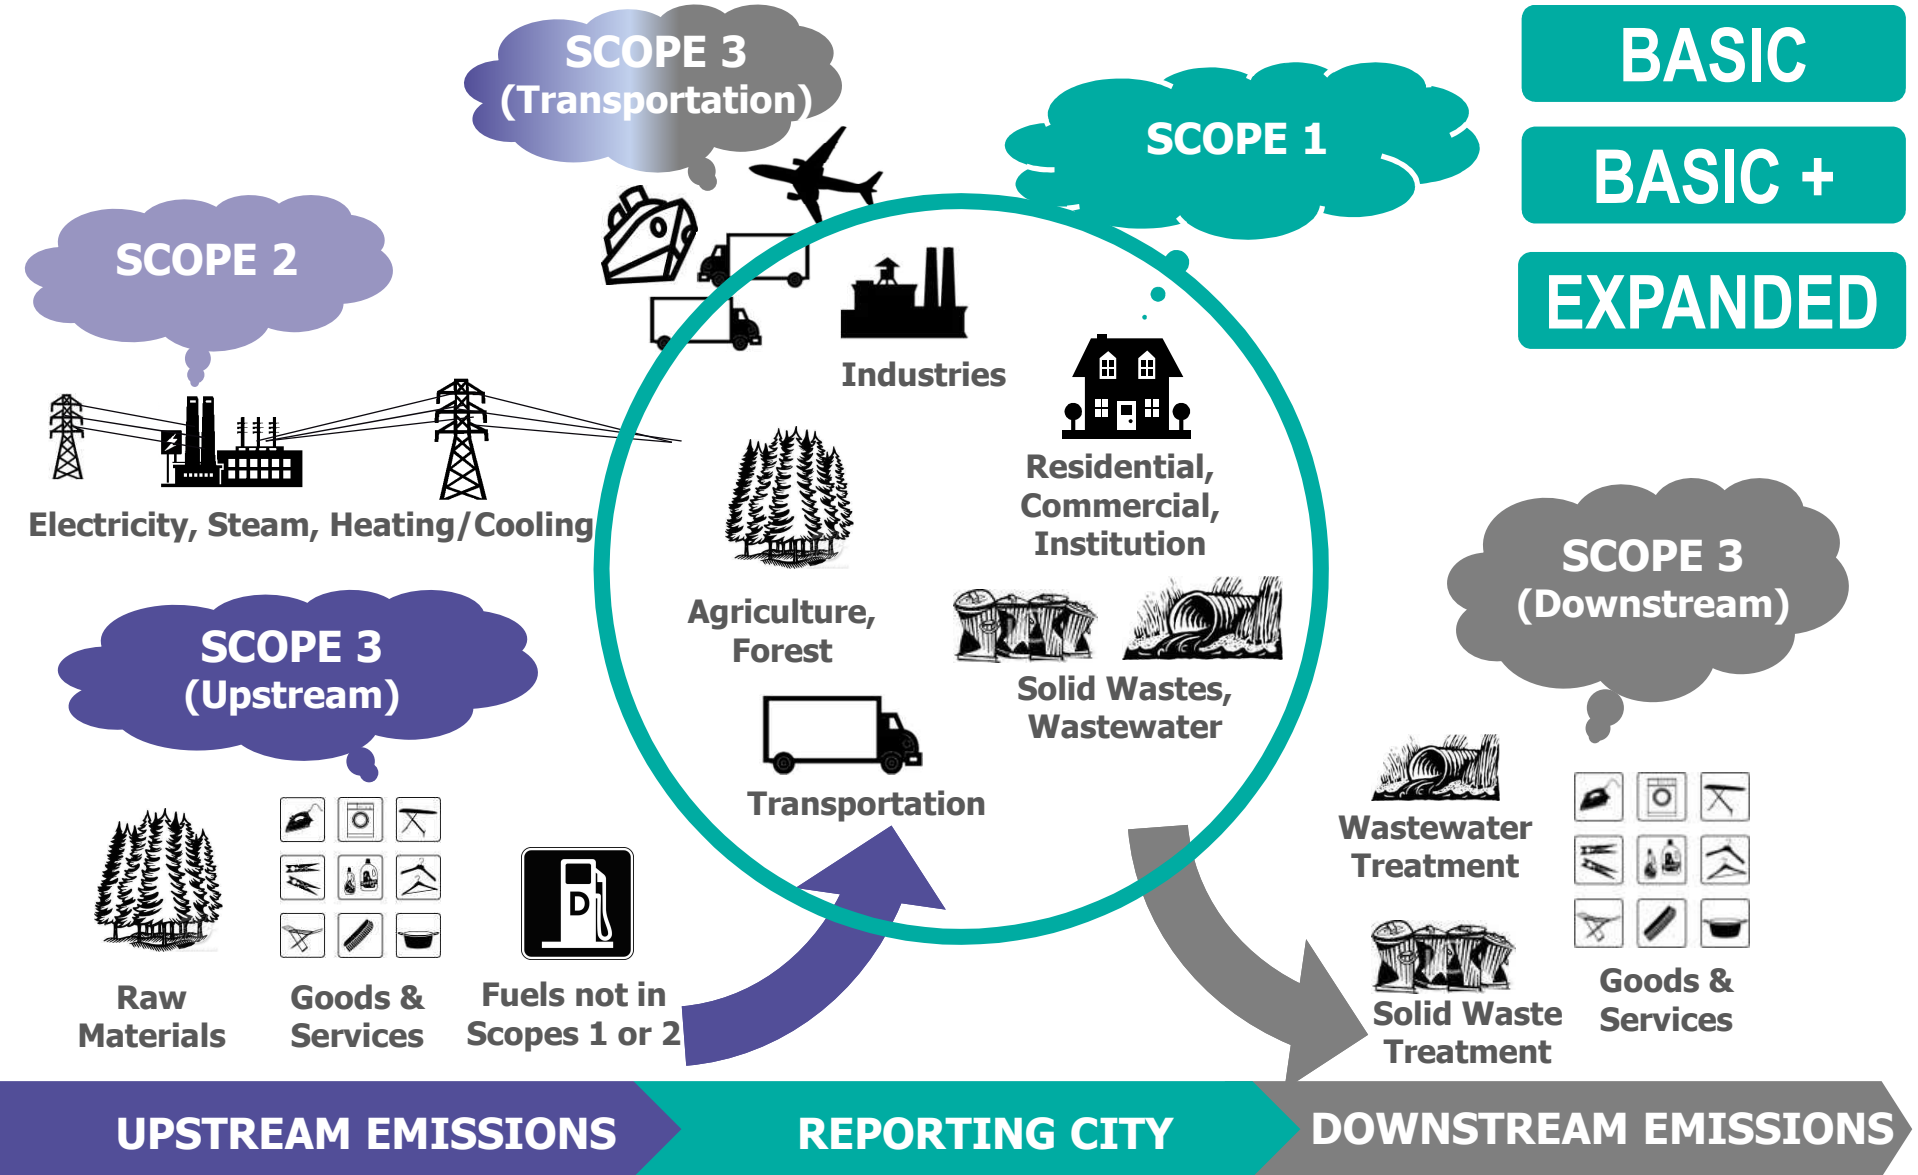 SCOPE 3
(Transportation)
SCOPE 1
BASIC
BASIC +
EXPANDED
SCOPE 2
Industries
Residential,
Commercial,
Institution
Electricity, Steam, Heating/Cooling
SCOPE 3
(Upstream)
Agriculture,
Forest
Solid Wastes,
Wastewater
Transportation
SCOPE 3
(Downstream)
Wastewater
Treatment
D
Raw
Materials
Goods &
Services
Fuels not in
Scopes 1 or 2
Solid Waste
Treatment
Goods &
Services
UPSTREAM EMISSIONS
REPORTING CITY
DOWNSTREAM EMISSIONS